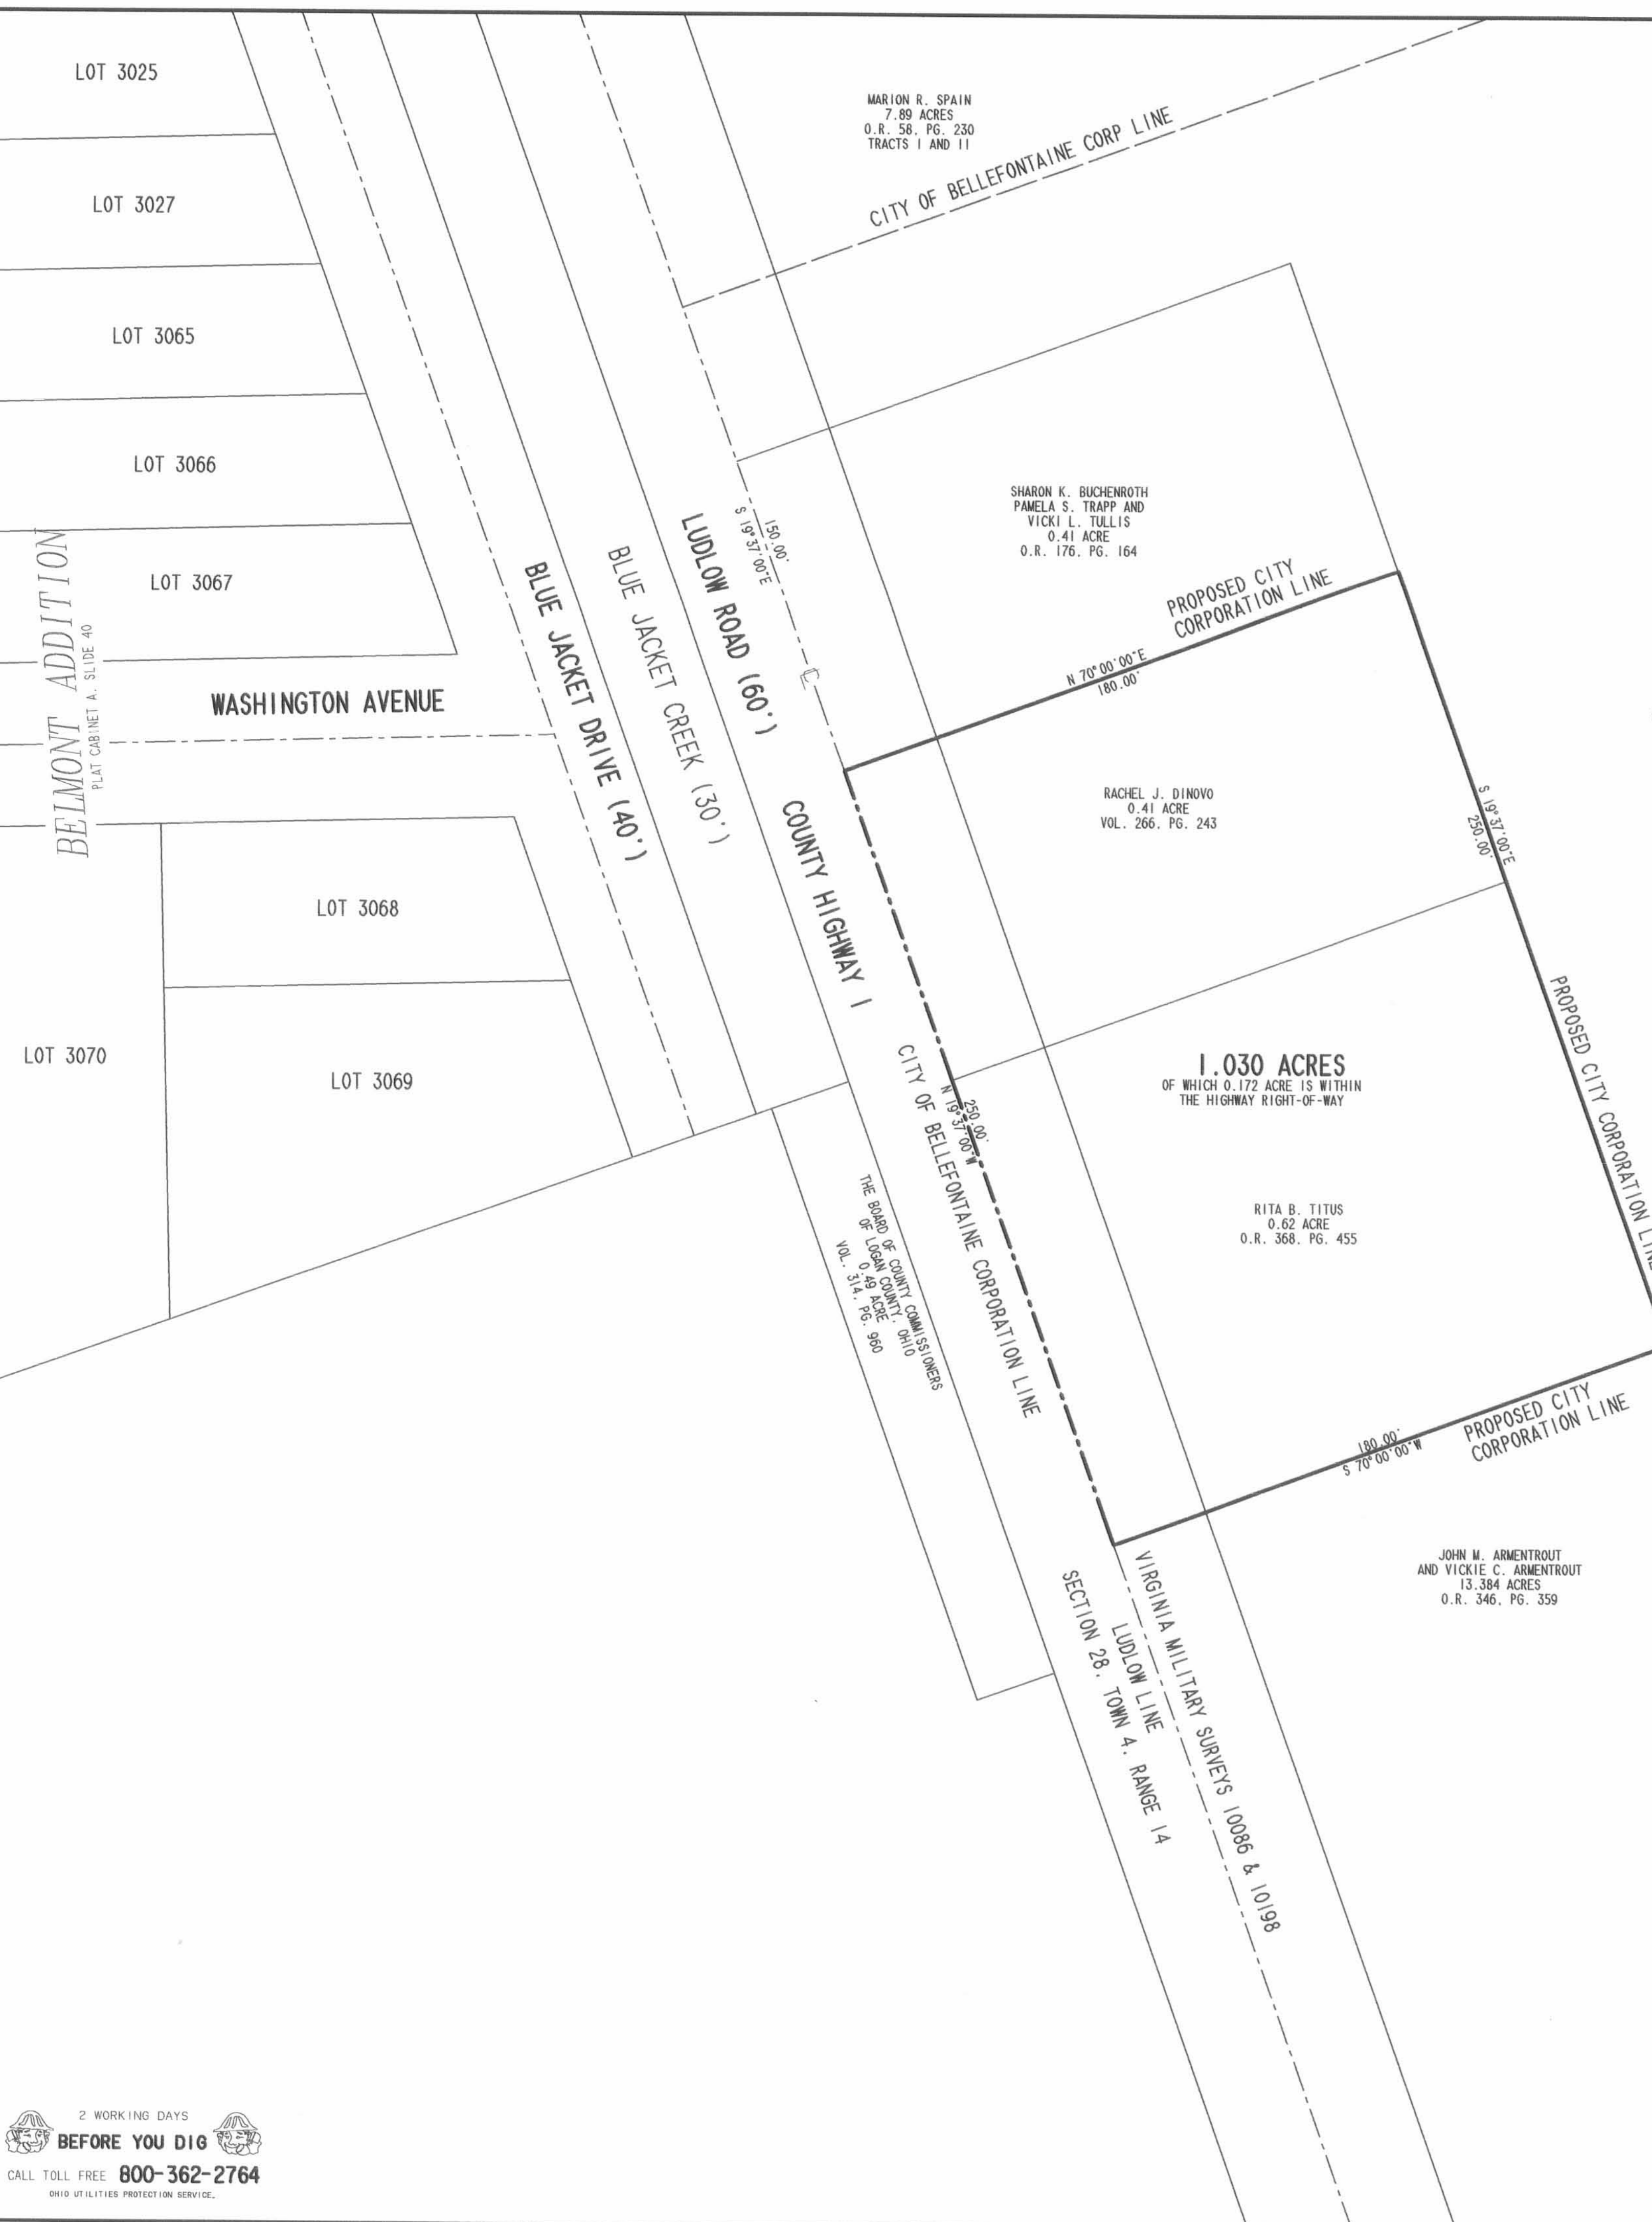 LOT 3025
LOT 3027
LOT 3065
LOT 3066
LOT 3067
BELMONT ADDITION
PLAT CABINET A, SLIDE 40
WASHINGTON AVENUE
LOT 3068
LOT 3070
LOT 3069
BLUE JACKET DRIVE (40')
BLUE JACKET CREEK (30')
LUDLOW ROAD (60')
COUNTY HIGHWAY 1
150.00'
S 19°37'00"E
℄
MARION R. SPAIN
7.89 ACRES
O.R. 58, PG. 230
TRACTS I AND II
CITY OF BELLEFONTAINE CORP LINE
SHARON K. BUCHENROTH
PAMELA S. TRAPP AND
VICKI L. TULLIS
0.41 ACRE
O.R. 176, PG. 164
PROPOSED CITY
CORPORATION LINE
N 70°00'00"E
180.00'
RACHEL J. DINOVO
0.41 ACRE
VOL. 266, PG. 243
S 19°37'00"E
250.00'
PROPOSED CITY CORPORATION LINE
1.030 ACRES
OF WHICH 0.172 ACRE IS WITHIN
THE HIGHWAY RIGHT-OF-WAY
250.00'
N 19°37'00"W
CITY OF BELLEFONTAINE CORPORATION LINE
RITA B. TITUS
0.62 ACRE
O.R. 368, PG. 455
THE BOARD OF COUNTY COMMISSIONERS
OF LOGAN COUNTY, OHIO
0.49 ACRE
VOL. 314, PG. 960
180.00'
S 70°00'00"W
PROPOSED CITY
CORPORATION LINE
JOHN M. ARMENTROUT
AND VICKIE C. ARMENTROUT
13.384 ACRES
O.R. 346, PG. 359
VIRGINIA MILITARY SURVEYS 10086 & 10198
LUDLOW LINE
SECTION 28, TOWN 4, RANGE 14
2 WORKING DAYS
BEFORE YOU DIG
CALL TOLL FREE 800-362-2764
OHIO UTILITIES PROTECTION SERVICE.